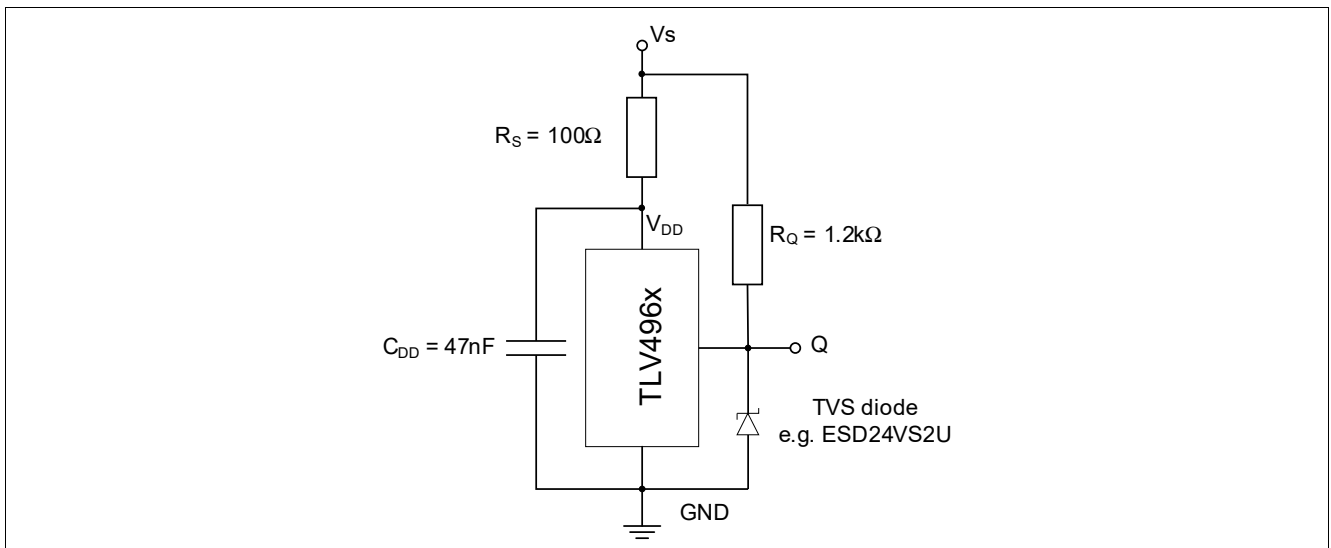 Vs
R_S = 100Ω
V_DD
R_Q = 1.2kΩ
TLV496x
C_DD = 47nF
Q
TVS diode
e.g. ESD24VS2U
GND